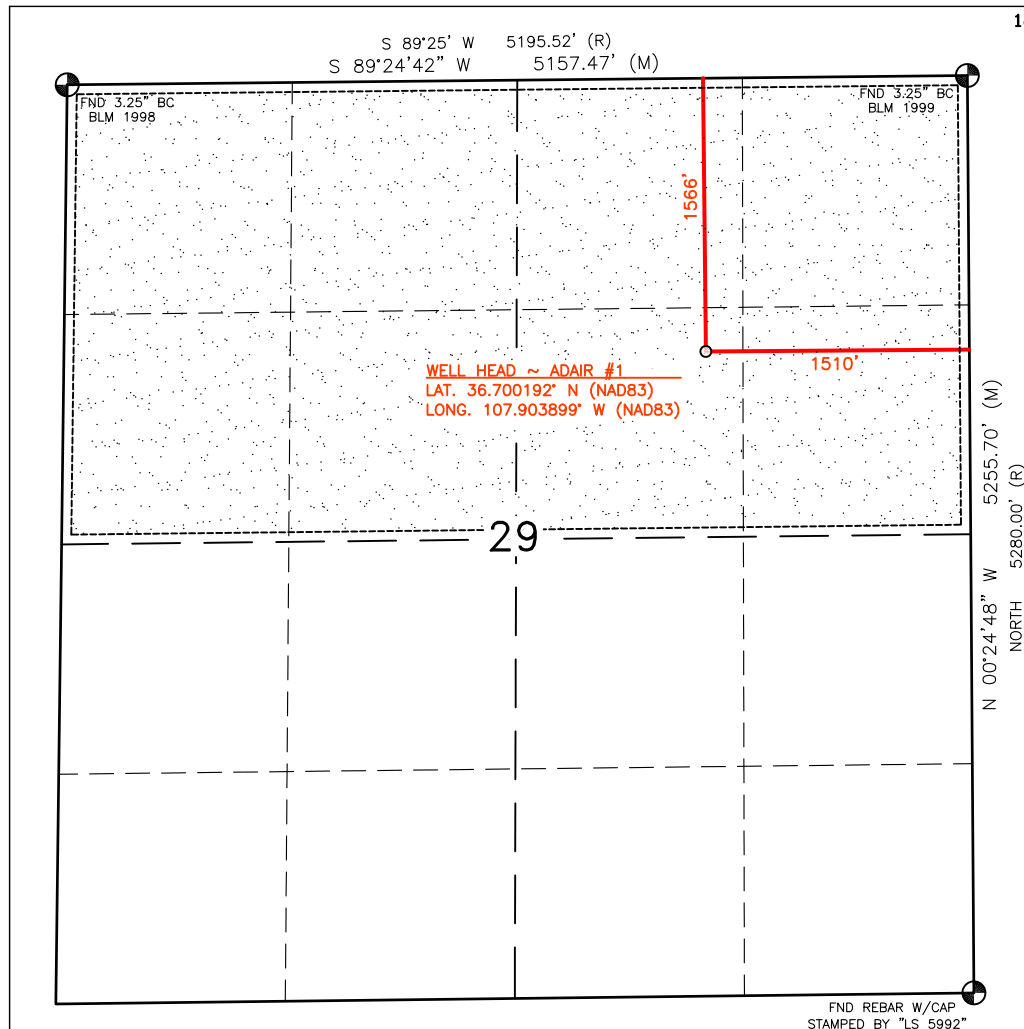 S 89°25' W 5195.52' (R)
S 89°24'42" W 5157.47' (M)
FND 3.25" BC
BLM 1998
FND 3.25" BC
BLM 1999
1566'
1510'
WELL HEAD ~ ADAIR #1
LAT. 36.700192° N (NAD83)
LONG. 107.903899° W (NAD83)
29
N 00°24'48" W 5255.70' (M)
NORTH 5280.00' (R)
FND REBAR W/CAP
STAMPED BY "LS 5992"